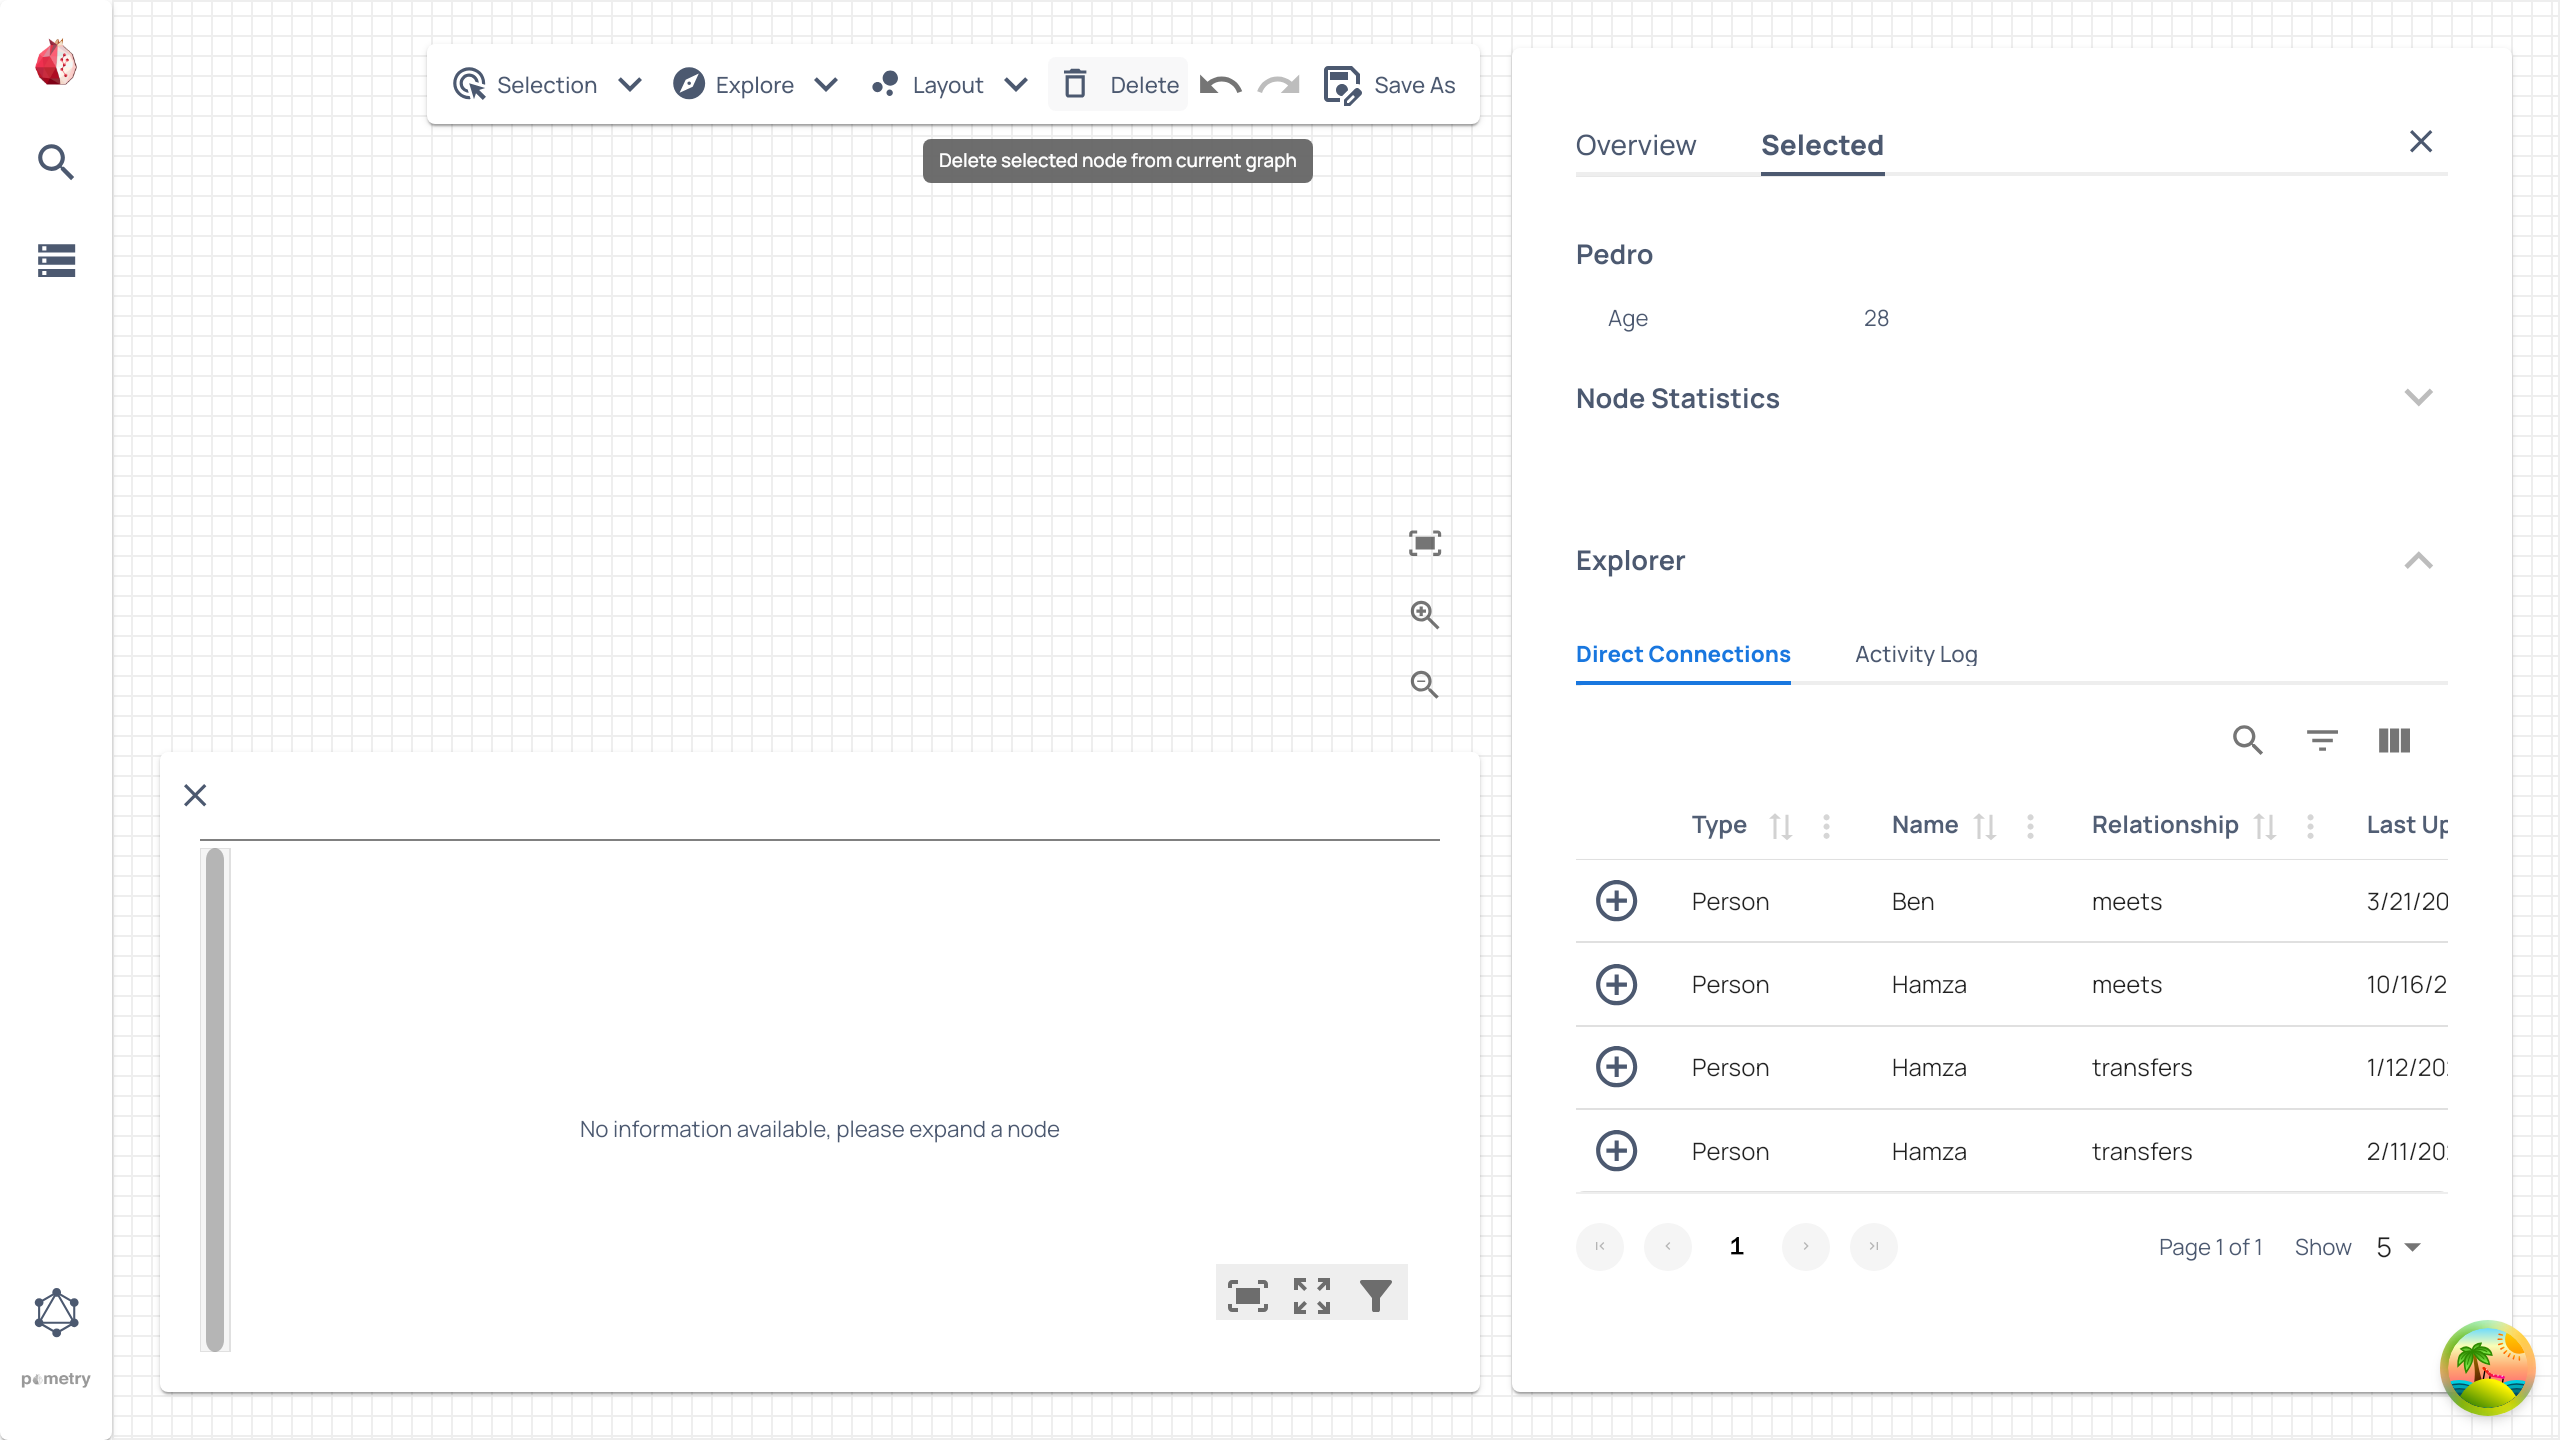 Selection
Explore
Layout
Delete
Save As
Delete selected node from current graph
Overview
Selected
Pedro
Age 28
Node Statistics
Explorer
Direct Connections
Activity Log
Type Name Relationship Last Up
Person Ben meets 3/21/20
Person Hamza meets 10/16/2
Person Hamza transfers 1/12/20
Person Hamza transfers 2/11/20
1
Page 1 of 1 Show 5
No information available, please expand a node
pometry